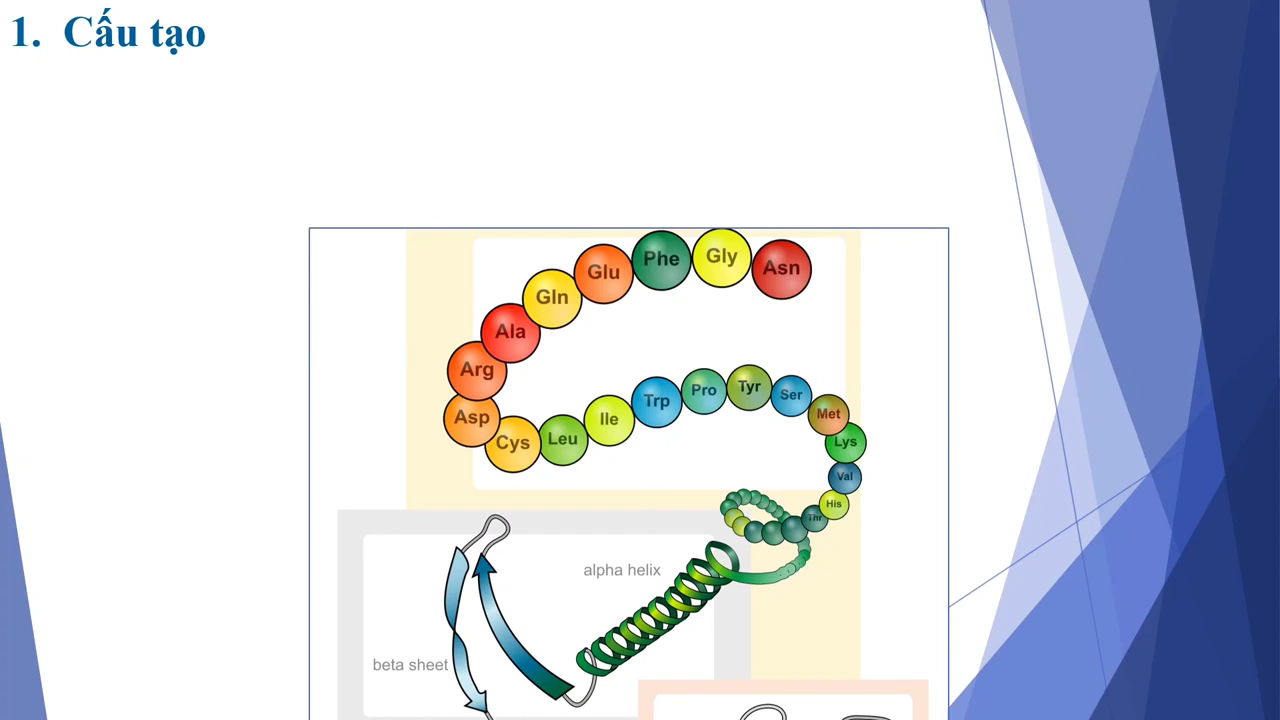 1. Cấu tạo
Asn
Gly
Phe
Glu
Gln
Ala
Arg
Asp
Cys
Leu
Ile
Trp
Pro
Tyr
Ser
Met
Lys
Val
His
Thr
alpha helix
beta sheet